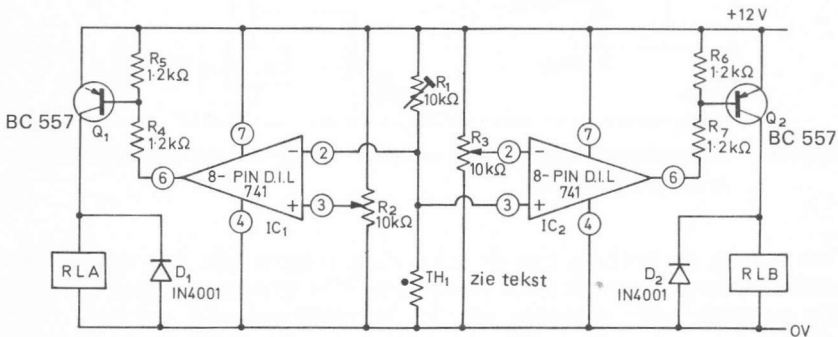 +12V
R5
1·2kΩ
R6
1·2kΩ
R1
10kΩ
BC 557
Q1
Q2
BC 557
R4
1·2kΩ
R7
1·2kΩ
7
7
R3
10kΩ
6
8-PIN D.I.L
741
−
2
2
−
8-PIN D.I.L
741
6
+
3
R2
10kΩ
3
+
4
IC1
IC2
4
RLA
D1
IN4001
TH1
zie tekst
D2
IN4001
RLB
0V